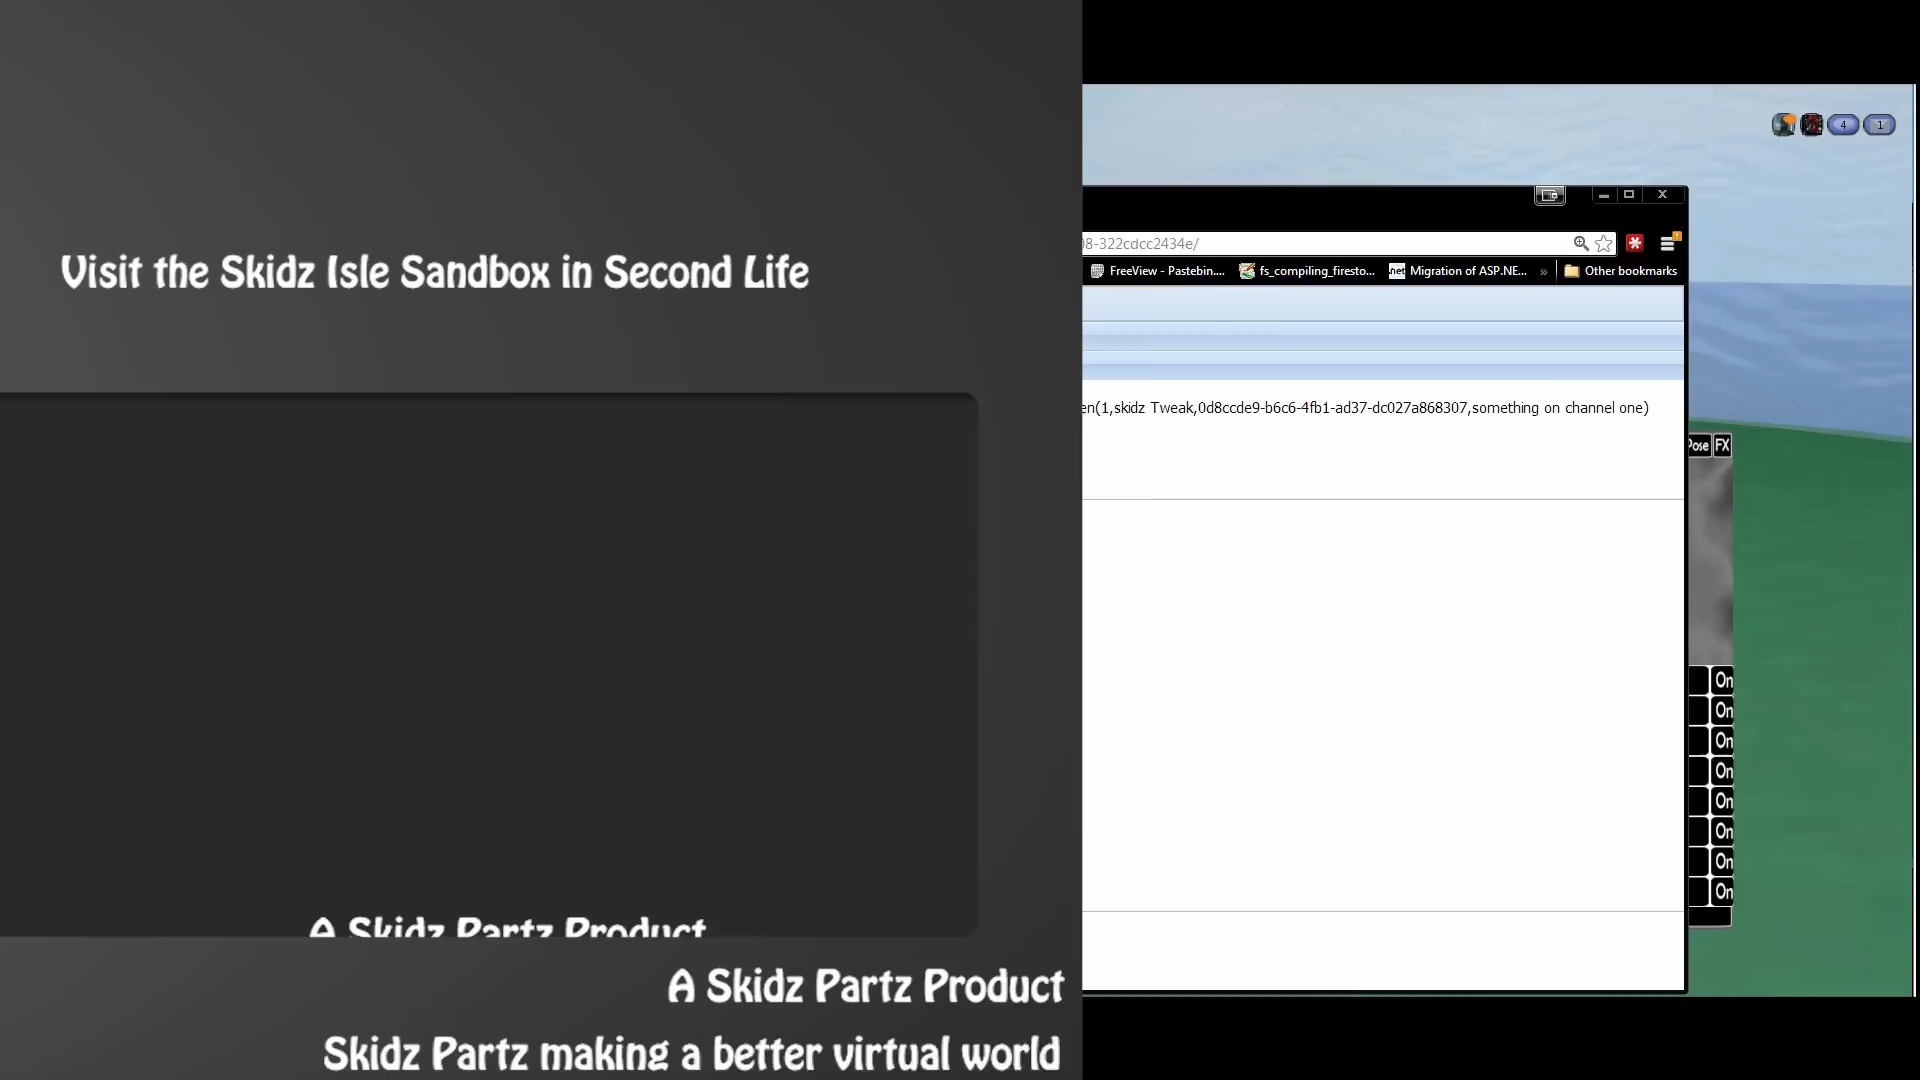 Visit the Skidz Isle Sandbox in Second Life
A Skidz Partz Product
A Skidz Partz Product
Skidz Partz making a better virtual world
4 1
8-322cdcc2434e/
FreeView - Pastebin.... fs_compiling_firesto... .net Migration of ASP.NE... » Other bookmarks
en(1,skidz Tweak,0d8ccde9-b6c6-4fb1-ad37-dc027a868307,something on channel one)
Pose FX
On
On
On
On
On
On
On
On